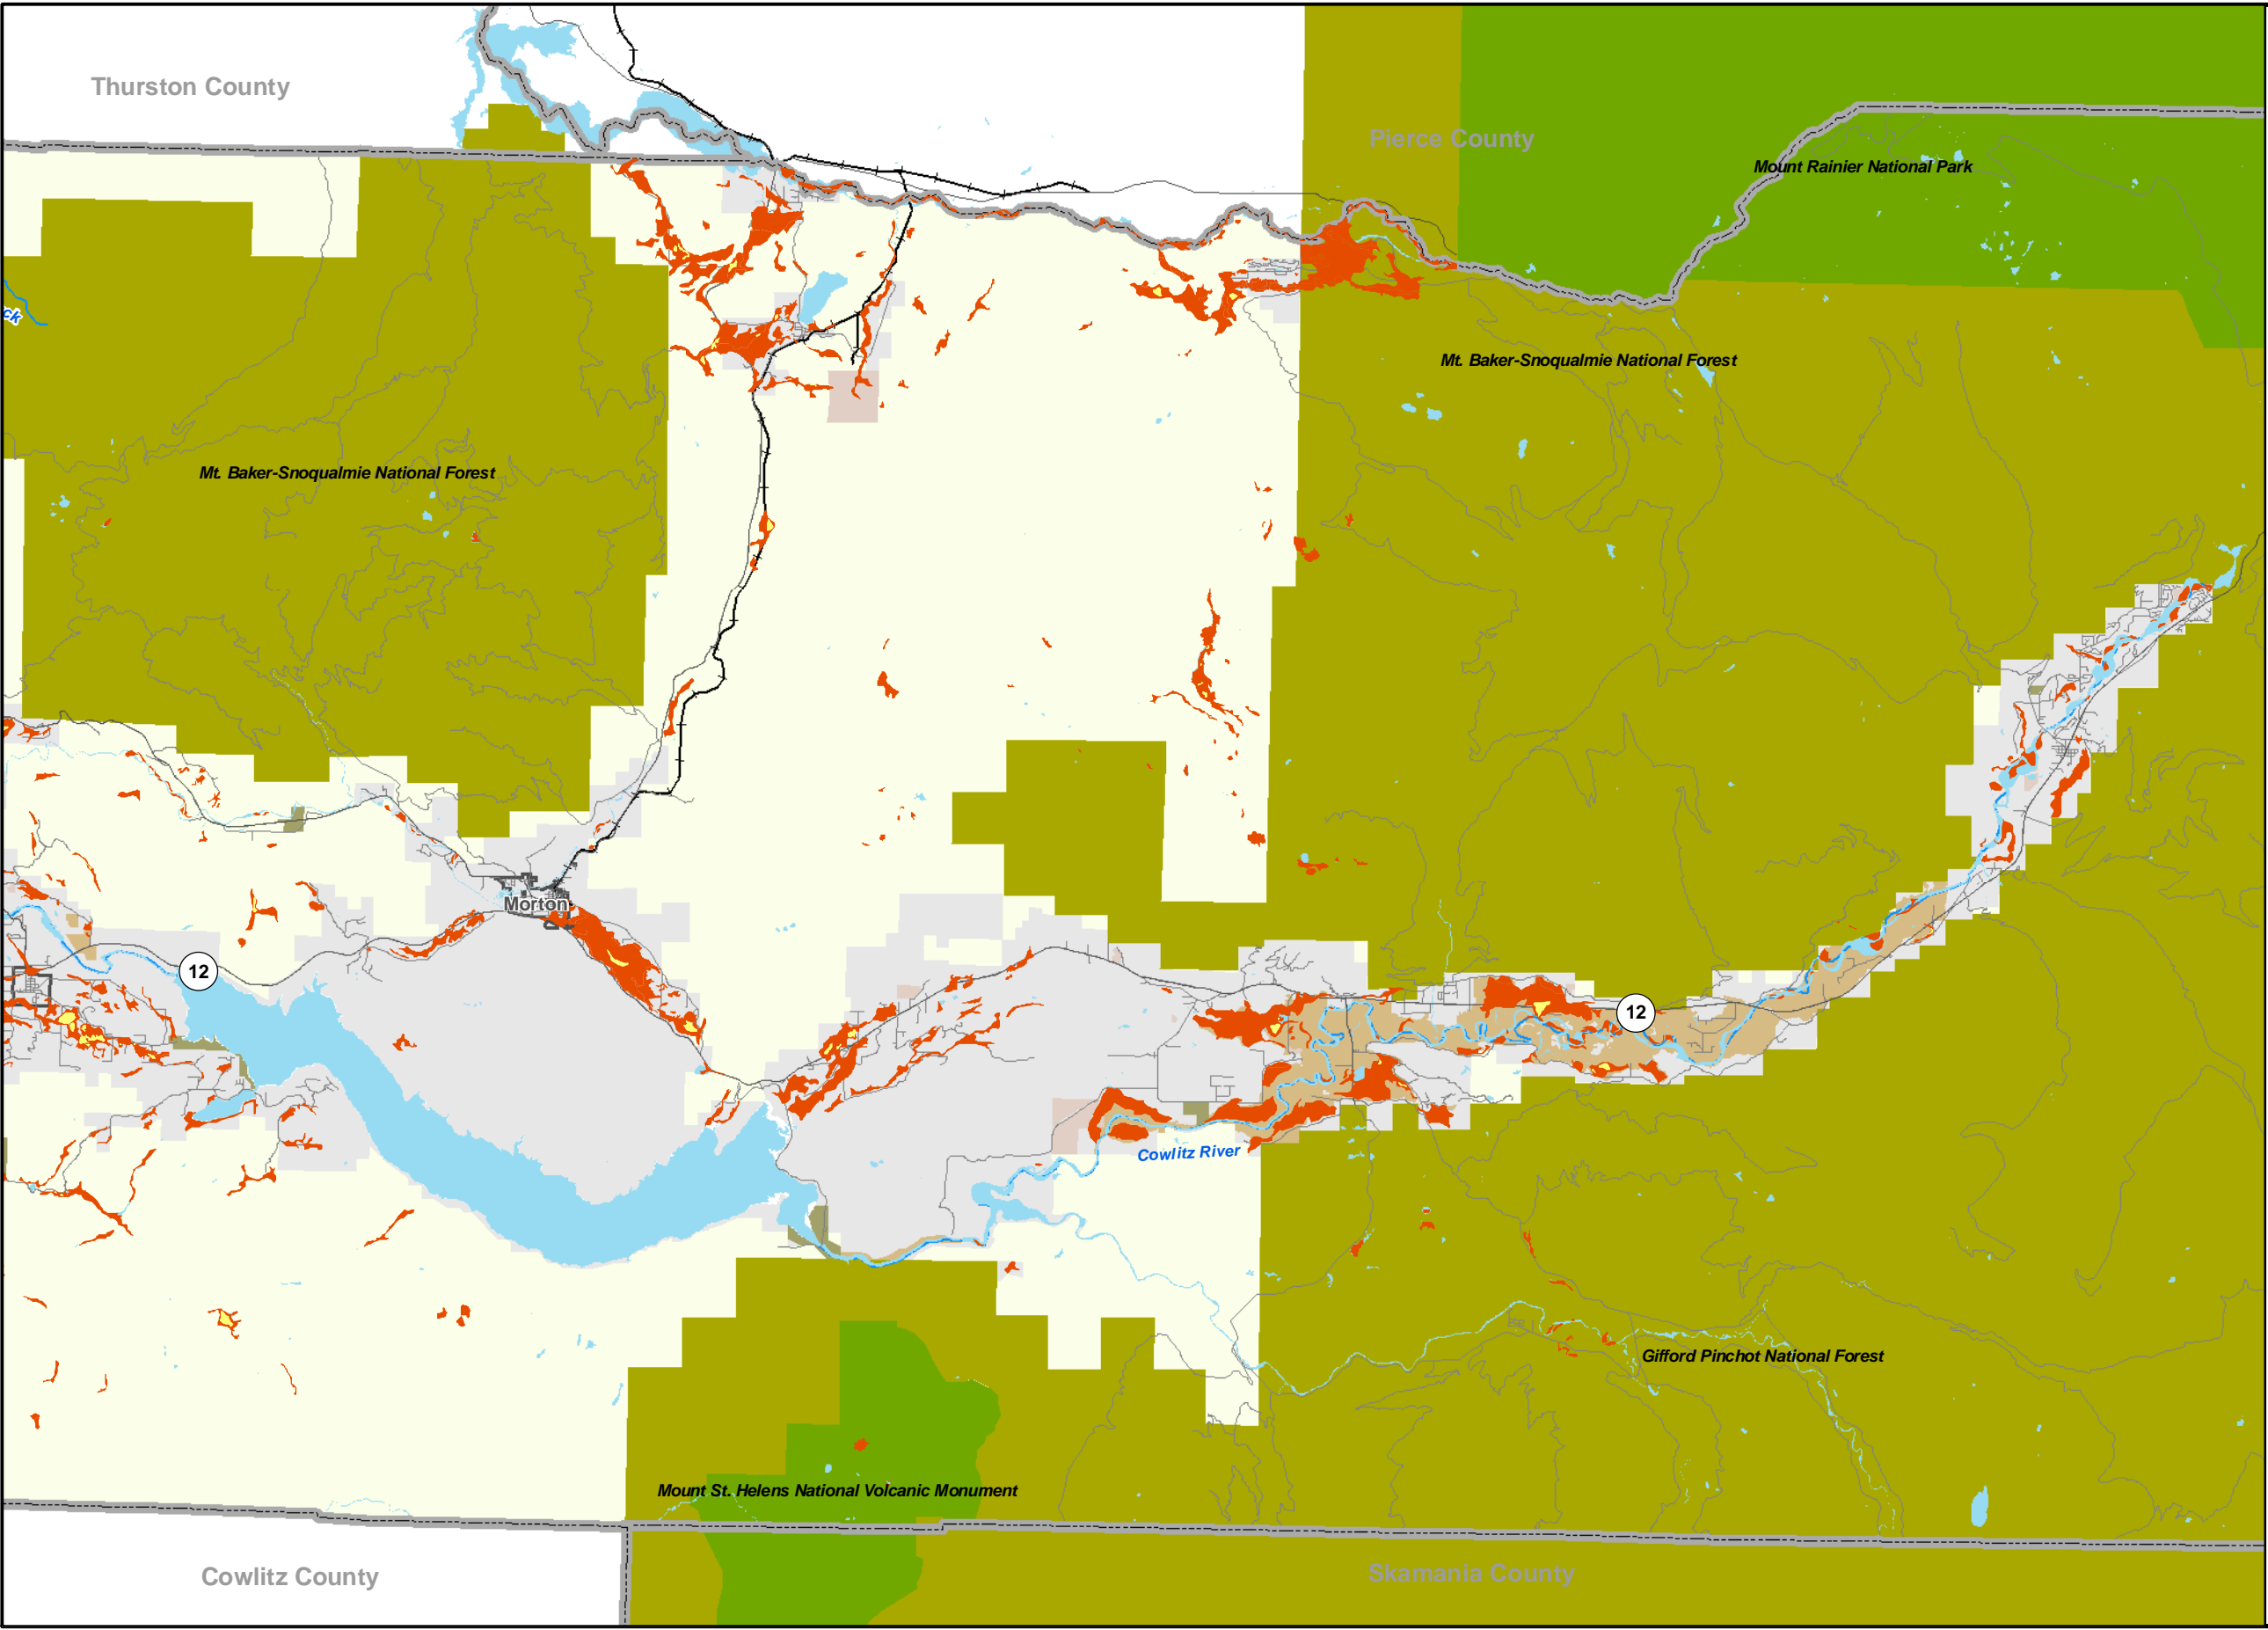 Thurston County
Pierce County
Mount Rainier National Park
ck
Mt. Baker-Snoqualmie National Forest
Mt. Baker-Snoqualmie National Forest
Morton
12
12
Cowlitz River
Gifford Pinchot National Forest
Mount St. Helens National Volcanic Monument
Cowlitz County
Skamania County